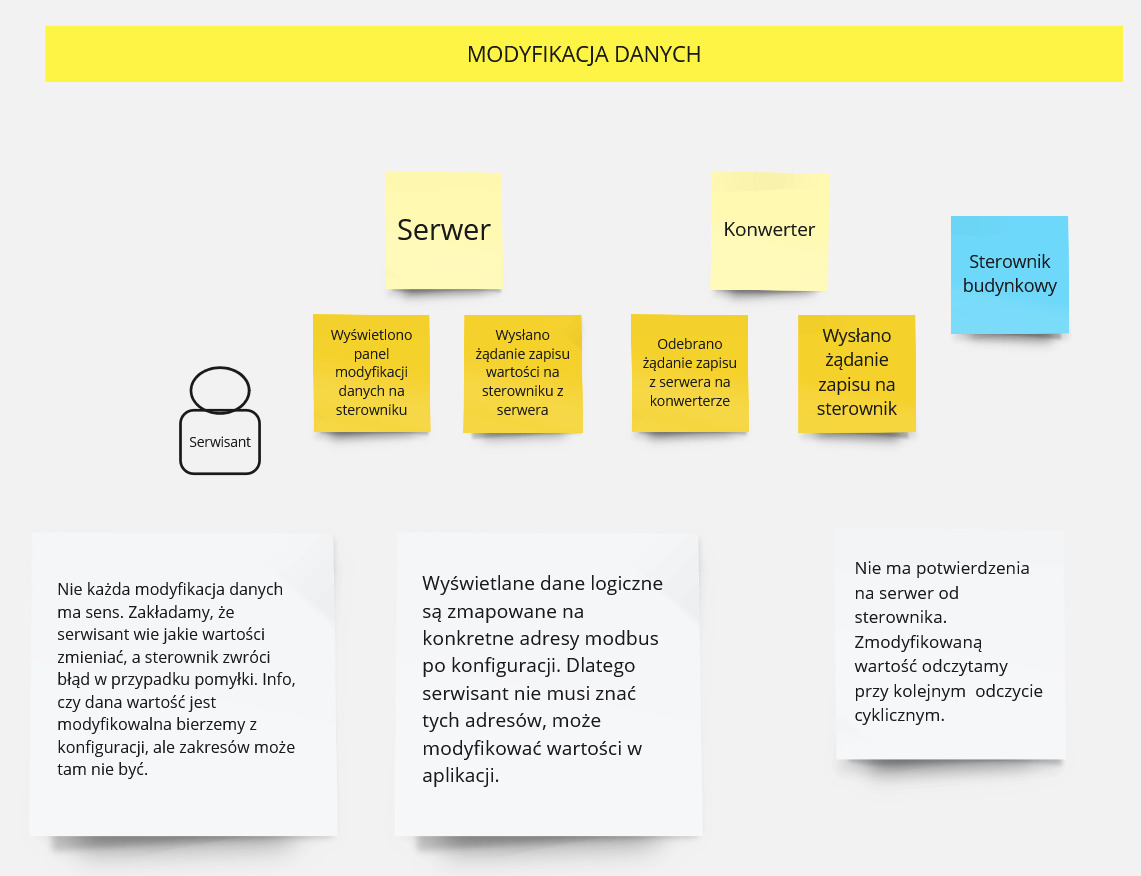 MODYFIKACJA DANYCH
Serwer
Konwerter
Sterownik
budynkowy
Wyświetlono
panel
modyfikacji
danych na
sterowniku
Wysłano
żądanie zapisu
wartości na
sterowniku z
serwera
Odebrano
żądanie zapisu
z serwera na
konwerterze
Wysłano
żądanie
zapisu na
sterownik
Serwisant
Nie każda modyfikacja danych
ma sens. Zakładamy, że
serwisant wie jakie wartości
zmieniać, a sterownik zwróci
błąd w przypadku pomyłki. Info,
czy dana wartość jest
modyfikowalna bierzemy z
konfiguracji, ale zakresów może
tam nie być.
Wyświetlane dane logiczne
są zmapowane na
konkretne adresy modbus
po konfiguracji. Dlatego
serwisant nie musi znać
tych adresów, może
modyfikować wartości w
aplikacji.
Nie ma potwierdzenia
na serwer od
sterownika.
Zmodyfikowaną
wartość odczytamy
przy kolejnym  odczycie
cyklicznym.